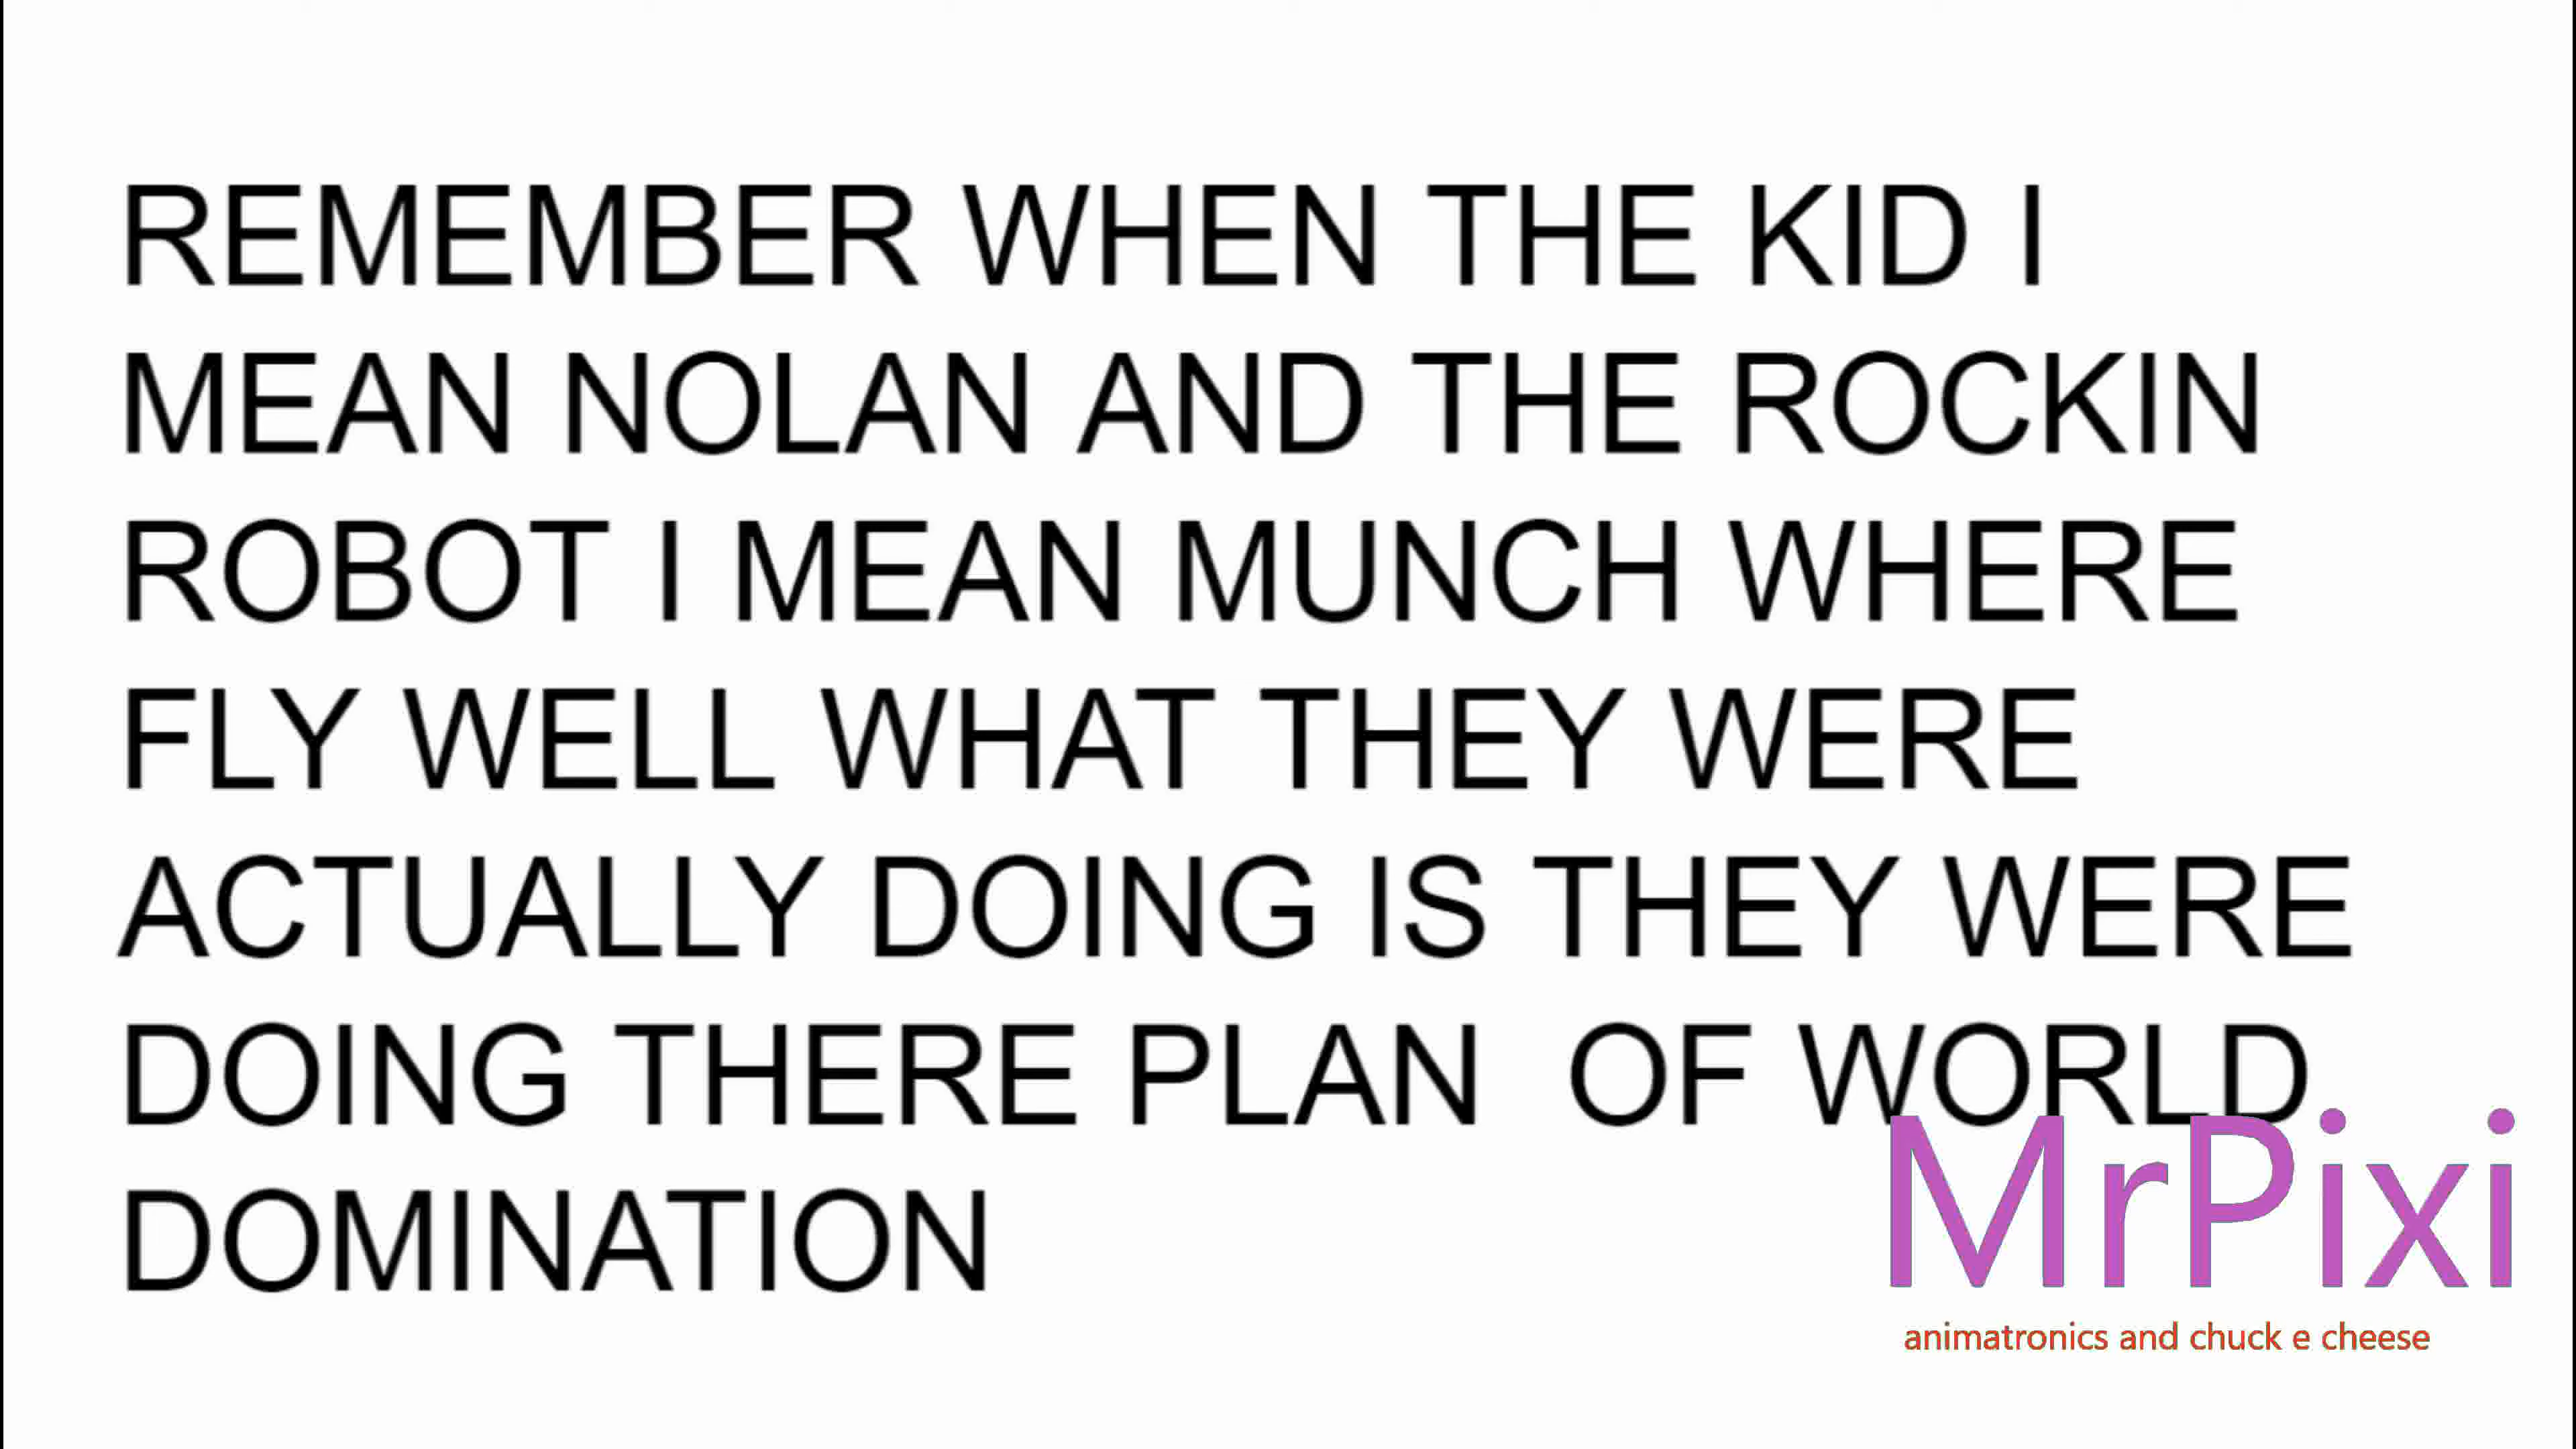 REMEMBER WHEN THE KID I
MEAN NOLAN AND THE ROCKIN
ROBOT I MEAN MUNCH WHERE
FLY WELL WHAT THEY WERE
ACTUALLY DOING IS THEY WERE
DOING THERE PLAN  OF WORLD
DOMINATION
MrPixi
animatronics and chuck e cheese